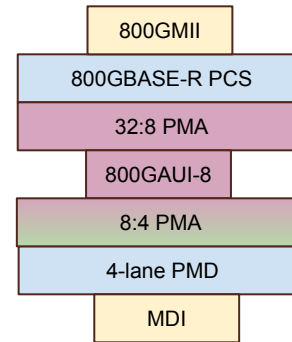 800GMII
800GBASE-R PCS
32:8 PMA
800GAUI-8
8:4 PMA
4-lane PMD
MDI